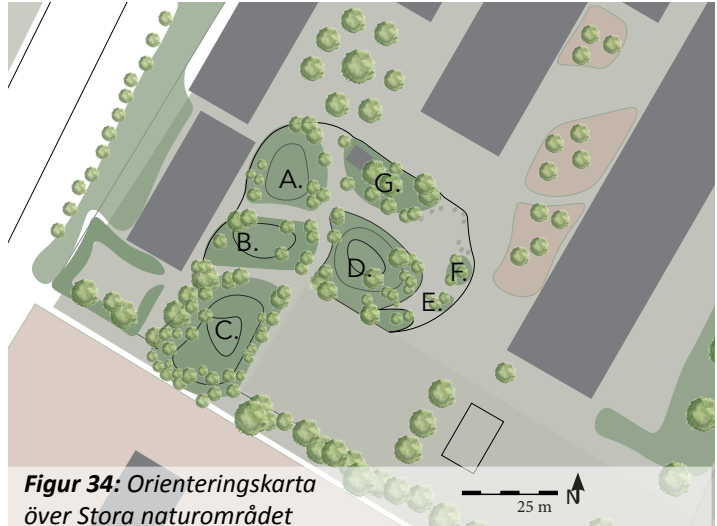 A.
G.
B.
D.
F.
E.
C.
Figur 34: Orienteringskarta
över Stora naturområdet
25 m
N